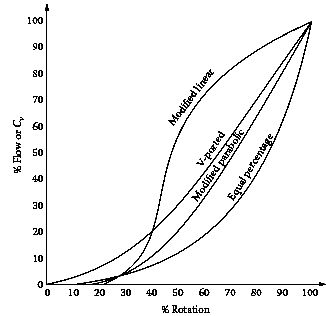 % Flow or Cv
100
90
80
70
60
50
40
30
20
10
0
Modified linear
V-ported
Modified parabolic
Equal percentage
0 10 20 30 40 50 60 70 80 90 100
% Rotation